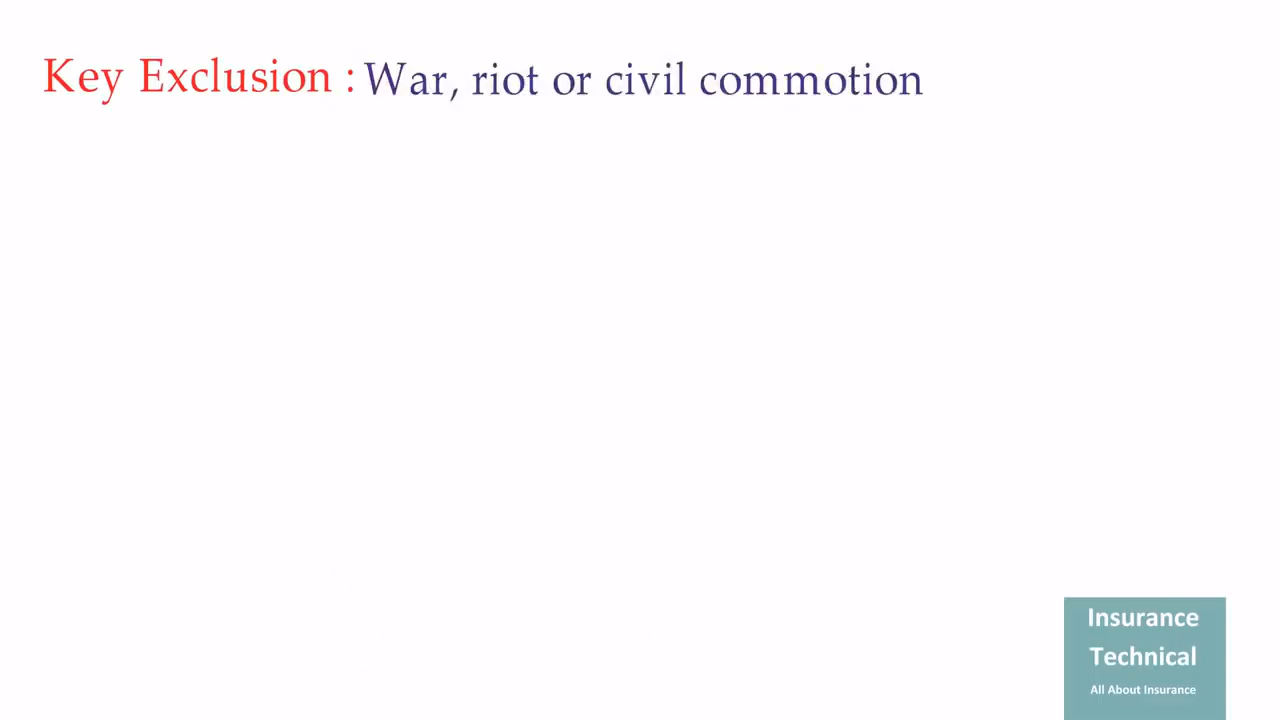 Key Exclusion : War, riot or civil commotion
Insurance
Technical
All About Insurance